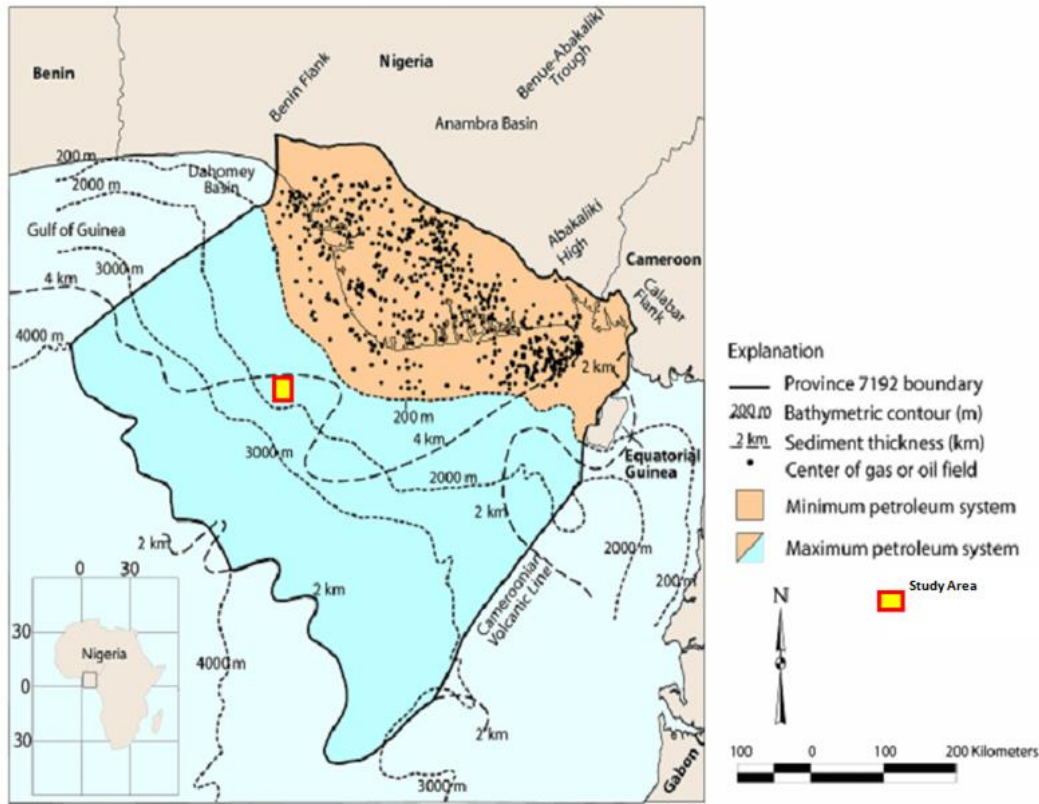 Benin
Nigeria
Benin Flank
Benue-Abakaliki
Trough
Anambra Basin
200 m
2000 m
Dahomey
Basin
Gulf of Guinea
3000 m
4 km
4000 m
Abakaliki
High
Cameroon
Calabar
Flank
2 km
200 m
4 km
3000 m
2000 m
Equatorial
Guinea
2 km
2 km
2 km
2000 m
200 m
Cameroonian
Volcanic Line
4000 m
2 km
3000 m
Gabon
0 30
30
Nigeria
0
30
Explanation
Province 7192 boundary
200 m Bathymetric contour (m)
2 km Sediment thickness (km)
Center of gas or oil field
Minimum petroleum system
Maximum petroleum system
Study Area
N
100 0 100 200 Kilometers